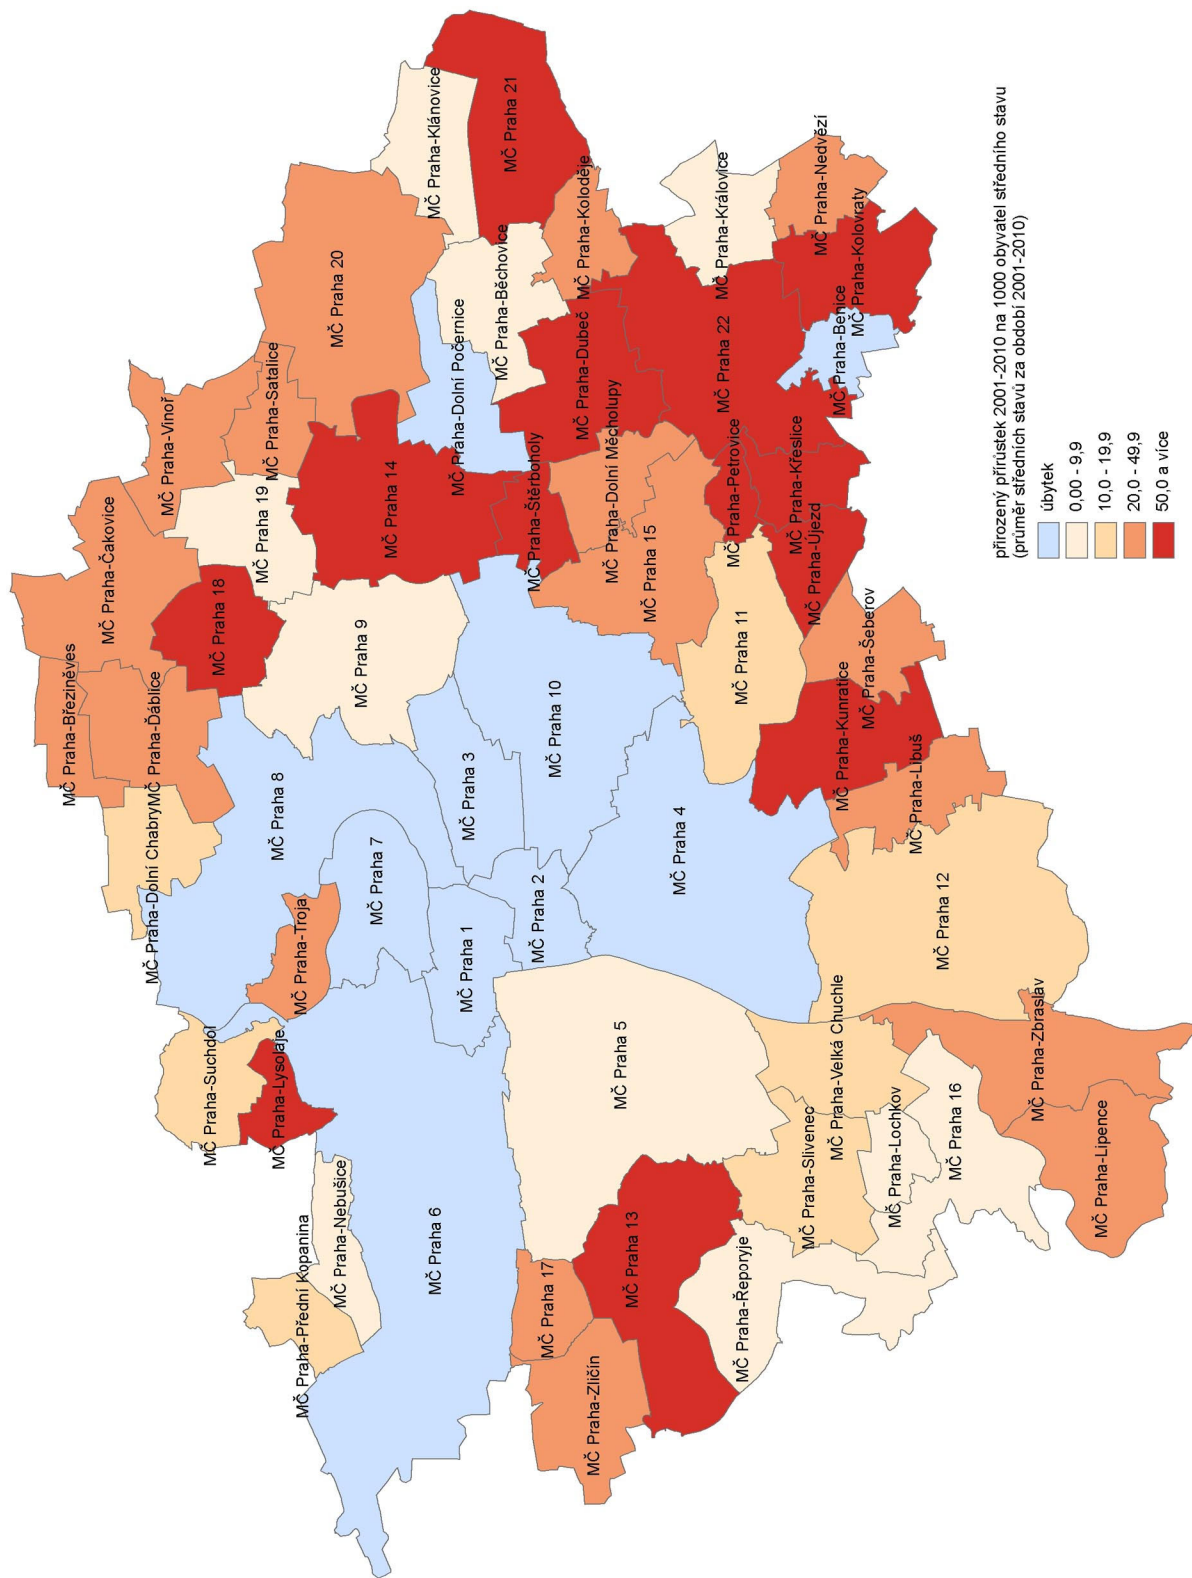 MČ Praha-Březiněves
MČ Praha-Čakovice
MČ Praha-Ďáblice
MČ Praha-Dolní Chabry
MČ Praha 18
MČ Praha-Vinoř
MČ Praha-Satalice
MČ Praha 19
MČ Praha 20
MČ Praha-Suchdol
MČ Praha-Lysolaje
MČ Praha-Troja
MČ Praha 8
MČ Praha 9
MČ Praha 14
MČ Praha-Klánovice
MČ Praha 21
MČ Praha-Přední Kopanina
MČ Praha-Nebušice
MČ Praha 6
MČ Praha 7
MČ Praha 1
MČ Praha 3
MČ Praha 2
MČ Praha 10
MČ Praha-Dolní Počernice
MČ Praha-Běchovice
MČ Praha-Koloděje
MČ Praha-Štěrboholy
MČ Praha-Dubeč
MČ Praha-Dolní Měcholupy
MČ Praha 15
MČ Praha 17
MČ Praha-Zličín
MČ Praha 13
MČ Praha 5
MČ Praha 4
MČ Praha 11
MČ Praha-Petrovice
MČ Praha 22
MČ Praha-Královice
MČ Praha-Nedvězí
MČ Praha-Kolovraty
MČ Praha-Benice
MČ Praha-Křeslice
MČ Praha-Újezd
MČ Praha-Šeberov
MČ Praha-Kunratice
MČ Praha-Libuš
MČ Praha 12
MČ Praha-Řeporyje
MČ Praha-Slivenec
MČ Praha-Velká Chuchle
MČ Praha-Lochkov
MČ Praha 16
MČ Praha-Zbraslav
MČ Praha-Lipence
přirozený přírůstek 2001-2010 na 1000 obyvatel středního stavu
(průměr středních stavů za období 2001-2010)
úbytek
0,00 - 9,9
10,0 - 19,9
20,0 - 49,9
50,0 a více